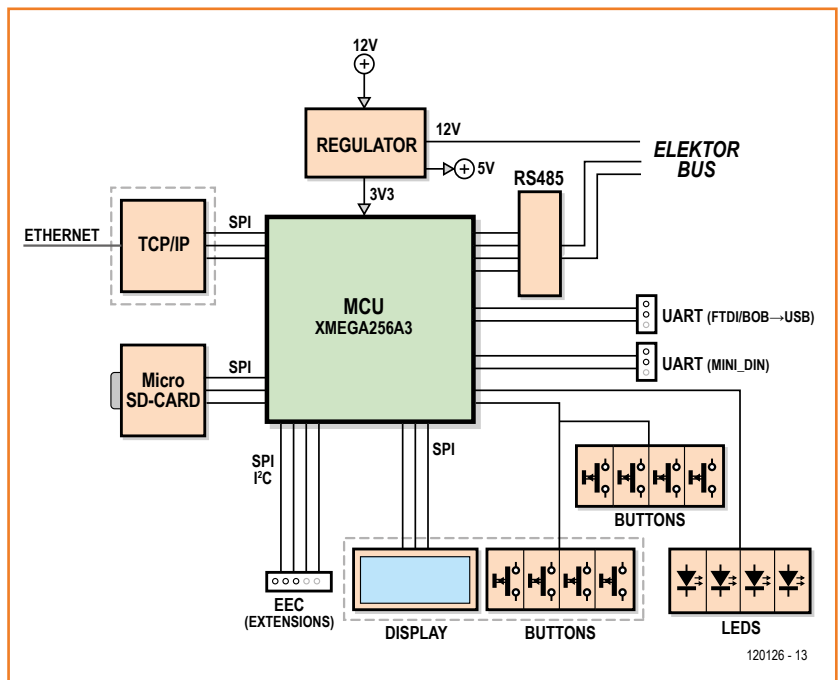 12V
REGULATOR
12V
5V
3V3
ELEKTOR
BUS
RS485
ETHERNET
TCP/IP
SPI
MCU
XMEGA256A3
UART (FTDI/BOB→USB)
UART (MINI_DIN)
Micro
SD-CARD
SPI
SPI
I²C
SPI
BUTTONS
EEC
(EXTENSIONS)
DISPLAY
BUTTONS
LEDS
120126 - 13